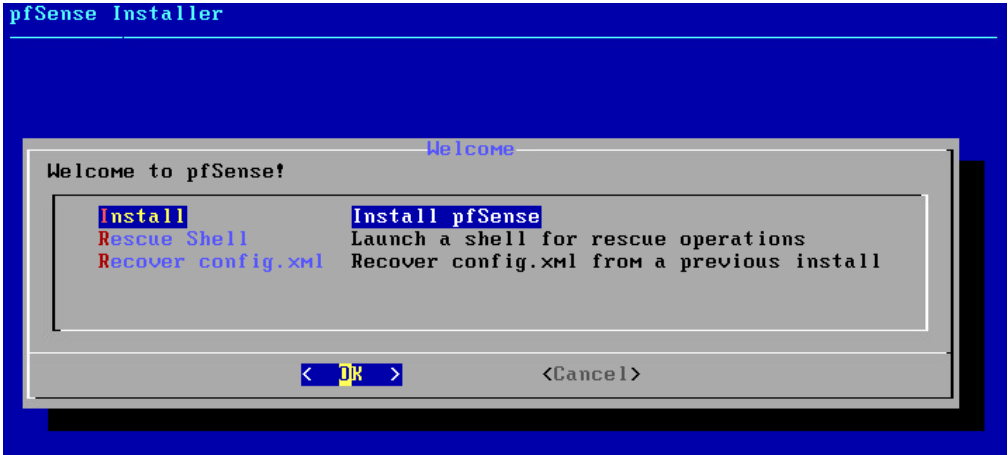 pfSense Installer
Welcome
Welcome to pfSense!
Install Install pfSense
Rescue Shell Launch a shell for rescue operations
Recover config.xml Recover config.xml from a previous install
< OK > <Cancel>